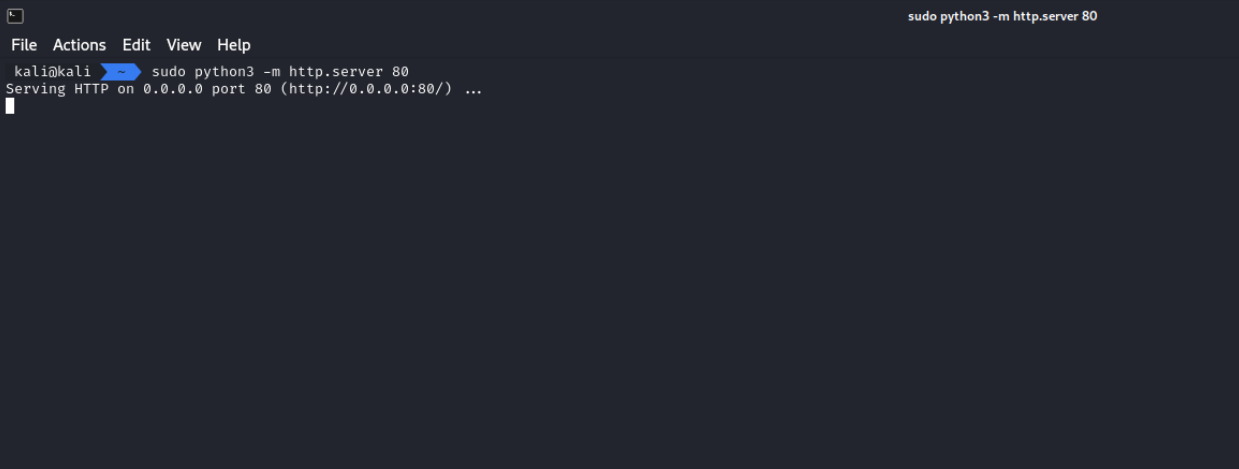 sudo python3 -m http.server 80
File Actions Edit View Help
kali@kali ~ sudo python3 -m http.server 80
Serving HTTP on 0.0.0.0 port 80 (http://0.0.0.0:80/) ...